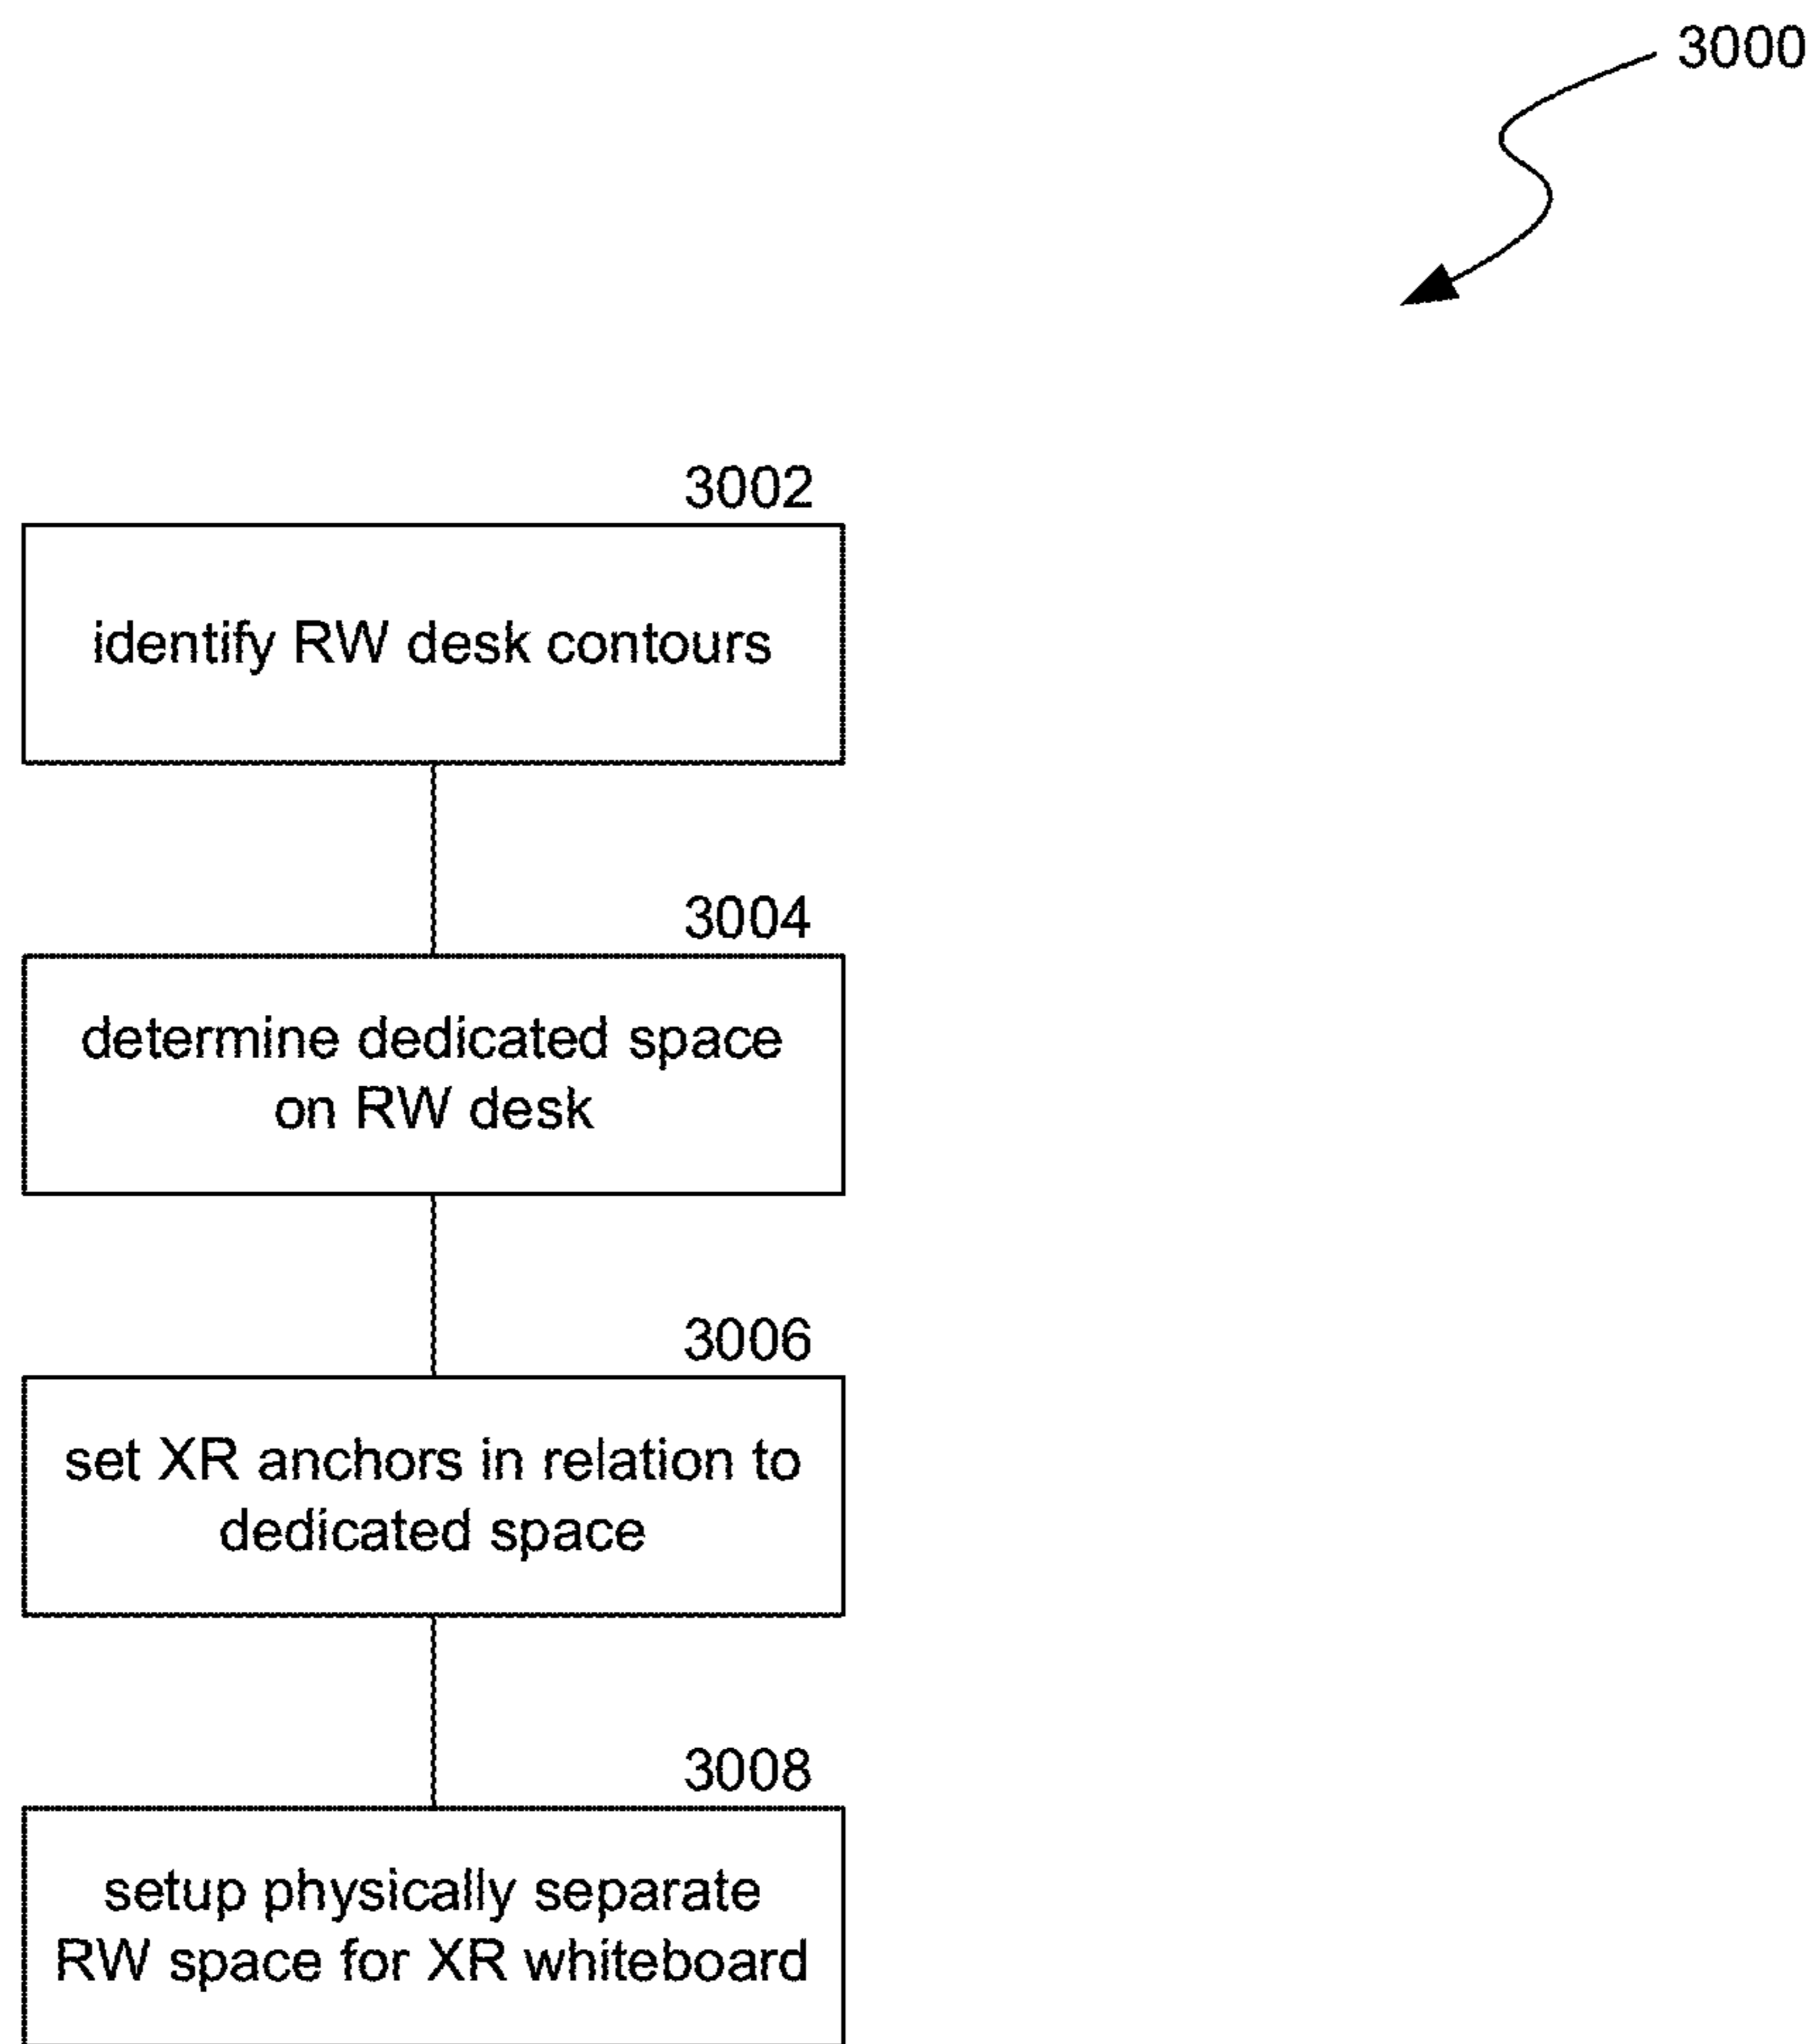 3000
3002
identify RW desk contours
3004
determine dedicated space
on RW desk
3006
set XR anchors in relation to
dedicated space
3008
setup physically separate
RW space for XR whiteboard